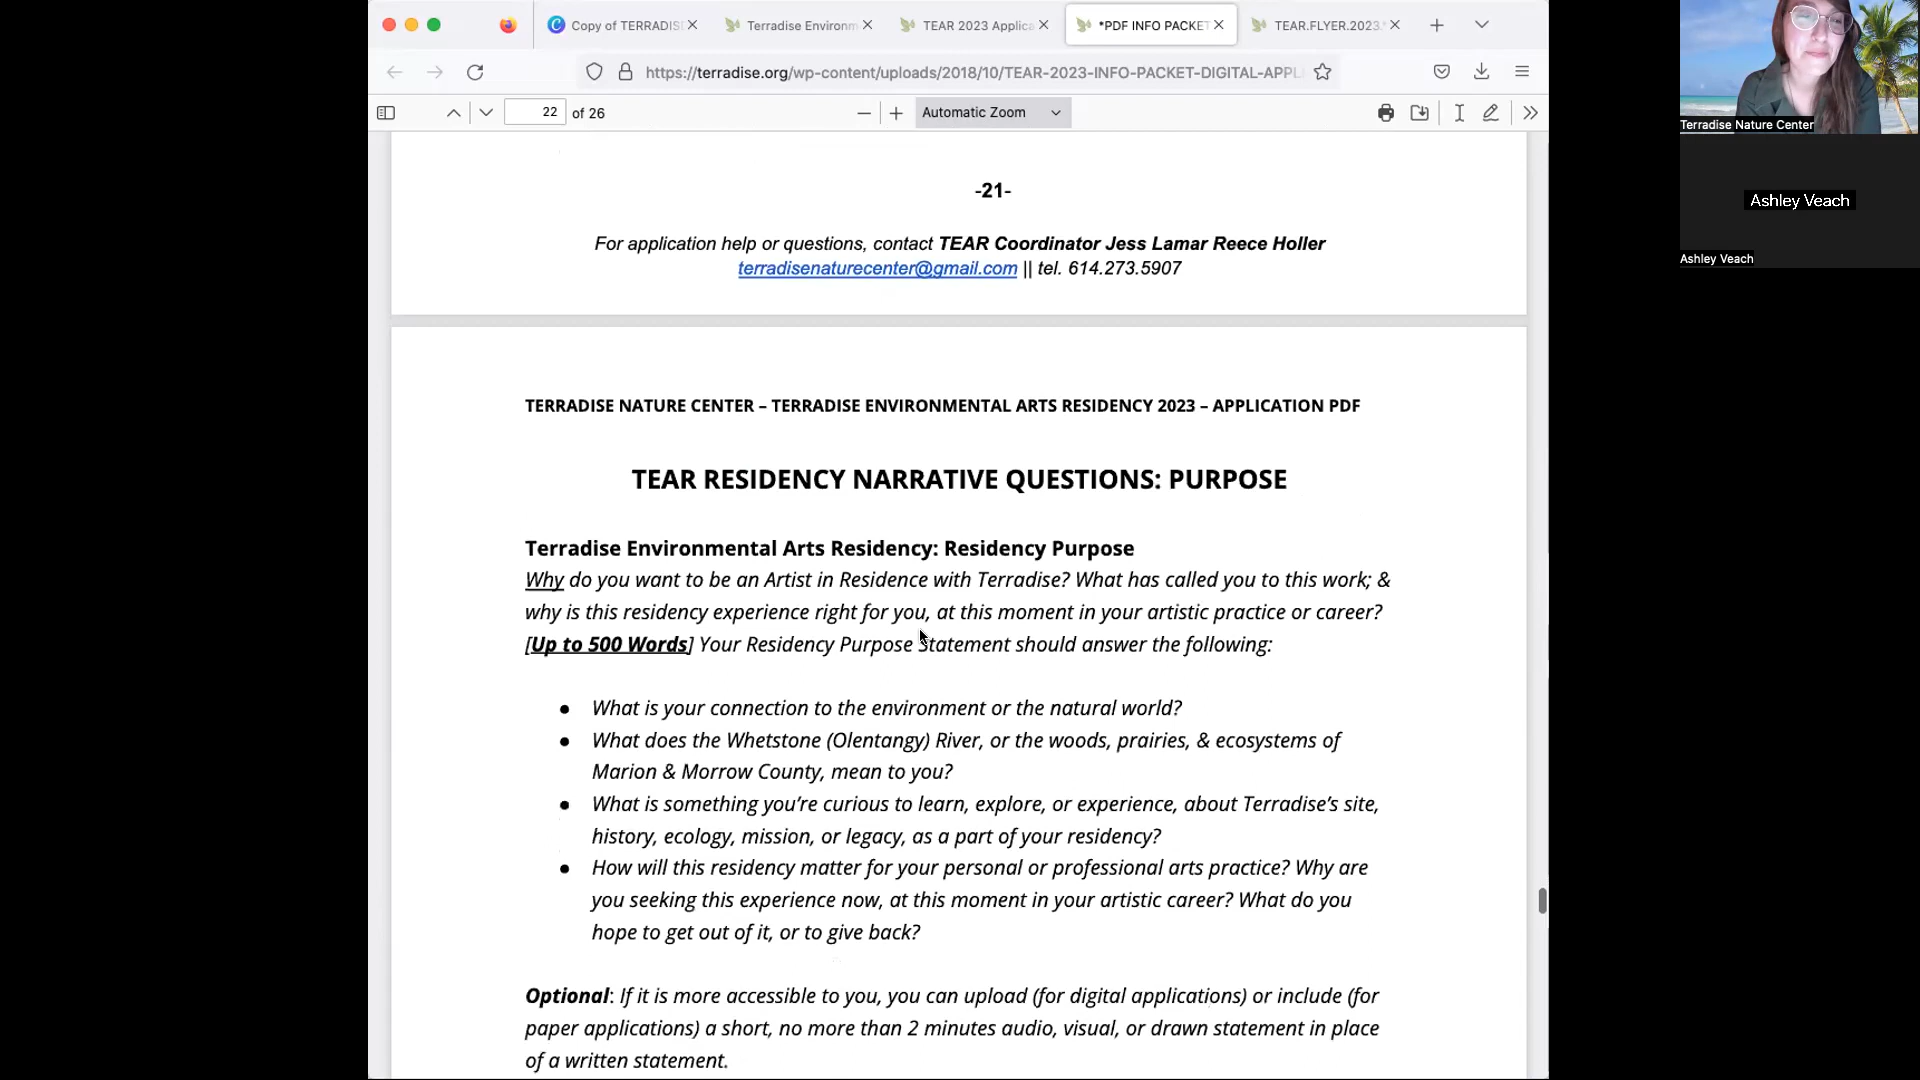 Copy of TERRADIS
Terradise Environm
TEAR 2023 Applica
*PDF INFO PACKET
TEAR.FLYER.2023.
https://terradise.org/wp-content/uploads/2018/10/TEAR-2023-INFO-PACKET-DIGITAL-APPL
22 of 26
Automatic Zoom
-21-
For application help or questions, contact TEAR Coordinator Jess Lamar Reece Holler
terradisenaturecenter@gmail.com || tel. 614.273.5907
TERRADISE NATURE CENTER – TERRADISE ENVIRONMENTAL ARTS RESIDENCY 2023 – APPLICATION PDF
TEAR RESIDENCY NARRATIVE QUESTIONS: PURPOSE
Terradise Environmental Arts Residency: Residency Purpose
Why do you want to be an Artist in Residence with Terradise? What has called you to this work; &
why is this residency experience right for you, at this moment in your artistic practice or career?
[Up to 500 Words] Your Residency Purpose Statement should answer the following:
● What is your connection to the environment or the natural world?
● What does the Whetstone (Olentangy) River, or the woods, prairies, & ecosystems of
Marion & Morrow County, mean to you?
● What is something you’re curious to learn, explore, or experience, about Terradise’s site,
history, ecology, mission, or legacy, as a part of your residency?
● How will this residency matter for your personal or professional arts practice? Why are
you seeking this experience now, at this moment in your artistic career? What do you
hope to get out of it, or to give back?
Optional: If it is more accessible to you, you can upload (for digital applications) or include (for
paper applications) a short, no more than 2 minutes audio, visual, or drawn statement in place
of a written statement.
Terradise Nature Center
Ashley Veach
Ashley Veach